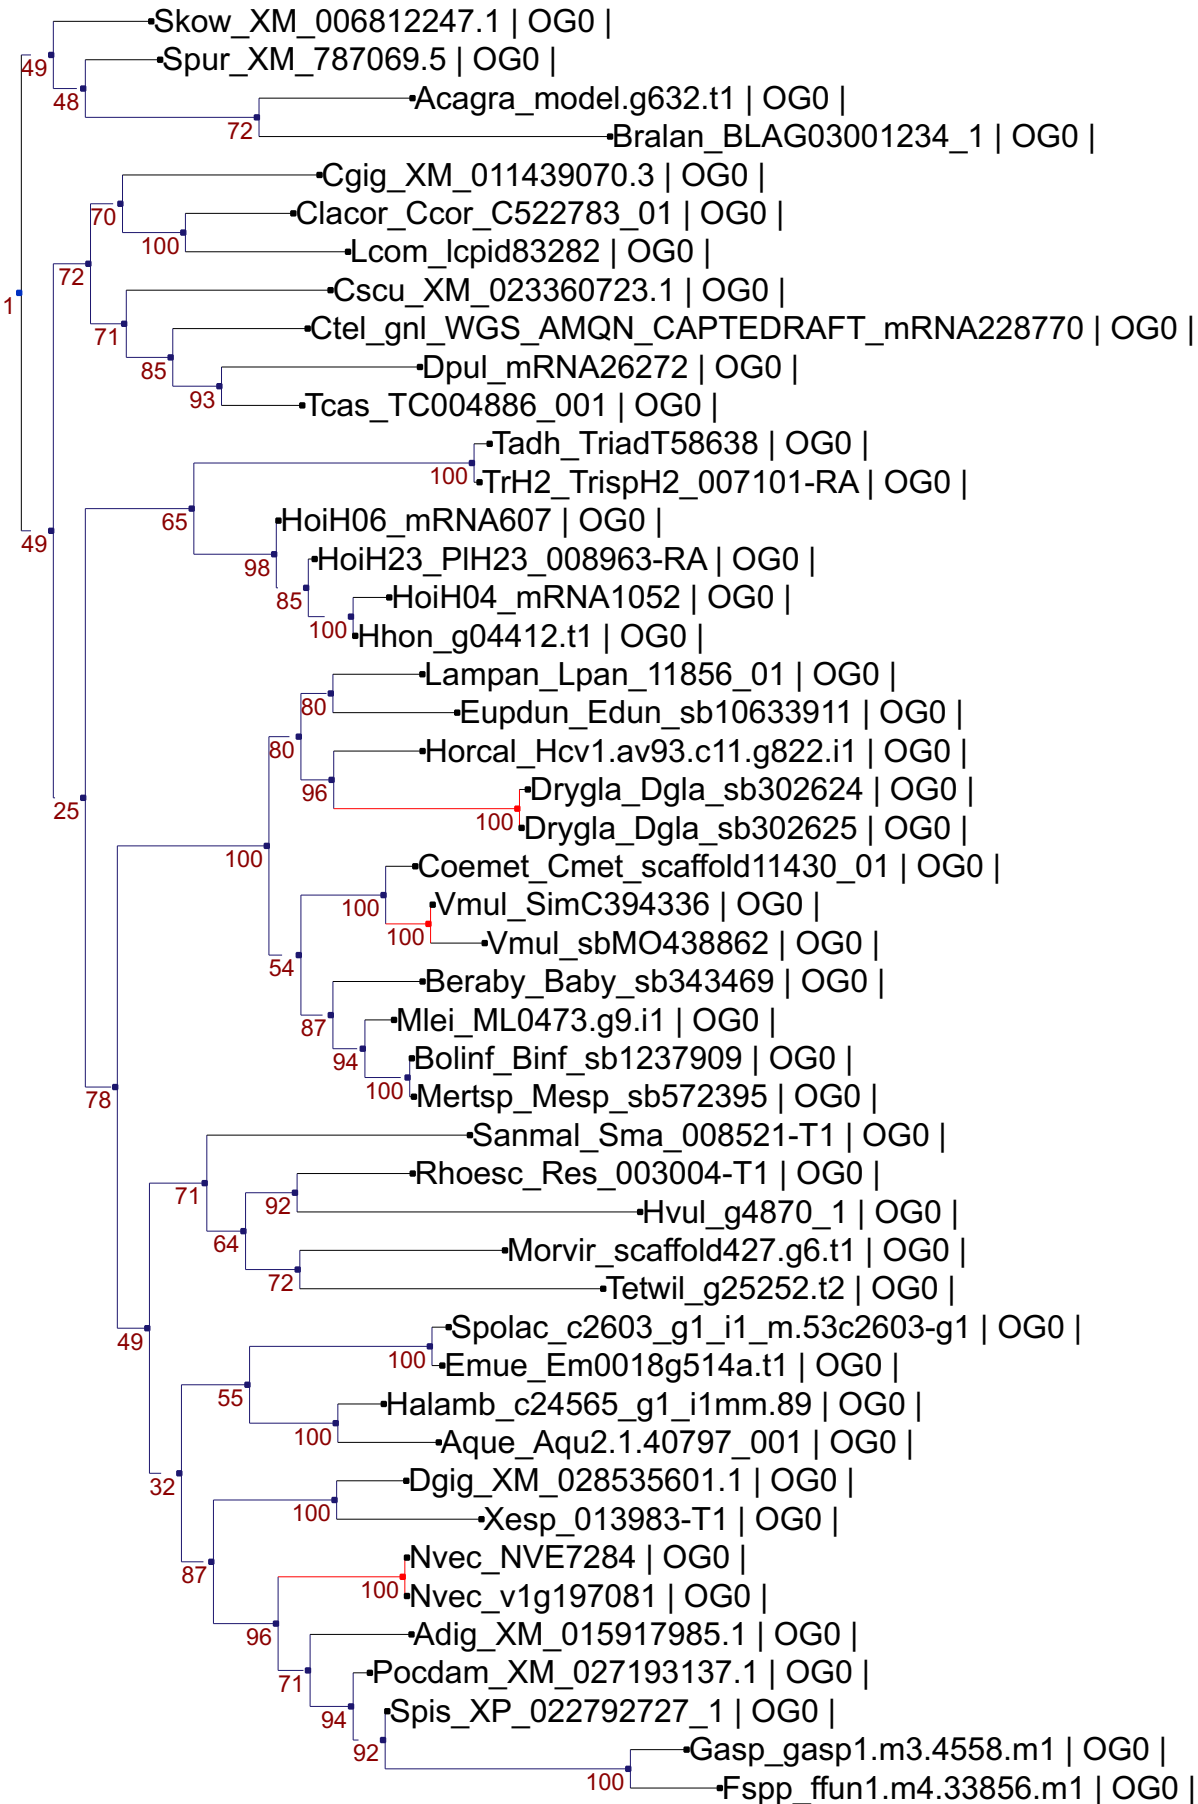 Skow_XM_006812247.1 | OG0 |
49
Spur_XM_787069.5 | OG0 |
48
Acagra_model.g632.t1 | OG0 |
72
Bralan_BLAG03001234_1 | OG0 |
Cgig_XM_011439070.3 | OG0 |
70
Clacor_Ccor_C522783_01 | OG0 |
100
Lcom_lcpid83282 | OG0 |
72
Cscu_XM_023360723.1 | OG0 |
1
71
Ctel_gnl_WGS_AMQN_CAPTEDRAFT_mRNA228770 | OG0 |
85
Dpul_mRNA26272 | OG0 |
93
Tcas_TC004886_001 | OG0 |
Tadh_TriadT58638 | OG0 |
100
TrH2_TrispH2_007101-RA | OG0 |
65
HoiH06_mRNA607 | OG0 |
49
HoiH23_PlH23_008963-RA | OG0 |
98
HoiH04_mRNA1052 | OG0 |
85
100
Hhon_g04412.t1 | OG0 |
Lampan_Lpan_11856_01 | OG0 |
80
Eupdun_Edun_sb10633911 | OG0 |
80
Horcal_Hcv1.av93.c11.g822.i1 | OG0 |
96
Drygla_Dgla_sb302624 | OG0 |
25
100
Drygla_Dgla_sb302625 | OG0 |
100
Coemet_Cmet_scaffold11430_01 | OG0 |
100
Vmul_SimC394336 | OG0 |
100
Vmul_sbMO438862 | OG0 |
54
Beraby_Baby_sb343469 | OG0 |
87
Mlei_ML0473.g9.i1 | OG0 |
94
Bolinf_Binf_sb1237909 | OG0 |
100
Mertsp_Mesp_sb572395 | OG0 |
78
Sanmal_Sma_008521-T1 | OG0 |
Rhoesc_Res_003004-T1 | OG0 |
71
92
Hvul_g4870_1 | OG0 |
64
Morvir_scaffold427.g6.t1 | OG0 |
72
Tetwil_g25252.t2 | OG0 |
49
Spolac_c2603_g1_i1_m.53c2603-g1 | OG0 |
100
Emue_Em0018g514a.t1 | OG0 |
55
Halamb_c24565_g1_i1mm.89 | OG0 |
100
Aque_Aqu2.1.40797_001 | OG0 |
32
Dgig_XM_028535601.1 | OG0 |
100
Xesp_013983-T1 | OG0 |
Nvec_NVE7284 | OG0 |
87
100
Nvec_v1g197081 | OG0 |
96
Adig_XM_015917985.1 | OG0 |
71
Pocdam_XM_027193137.1 | OG0 |
94
Spis_XP_022792727_1 | OG0 |
92
Gasp_gasp1.m3.4558.m1 | OG0 |
100
Fspp_ffun1.m4.33856.m1 | OG0 |